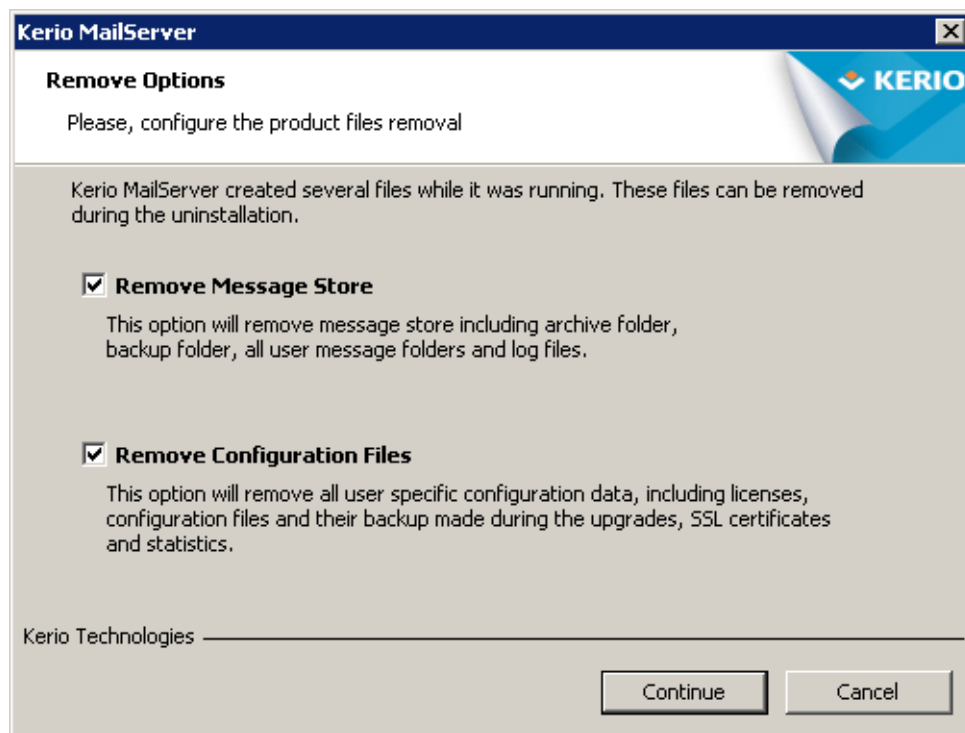 Kerio MailServer
Remove Options
KERIO
Please, configure the product files removal
Kerio MailServer created several files while it was running. These files can be removed
during the uninstallation.
Remove Message Store
This option will remove message store including archive folder,
backup folder, all user message folders and log files.
Remove Configuration Files
This option will remove all user specific configuration data, including licenses,
configuration files and their backup made during the upgrades, SSL certificates
and statistics.
Kerio Technologies
Continue
Cancel